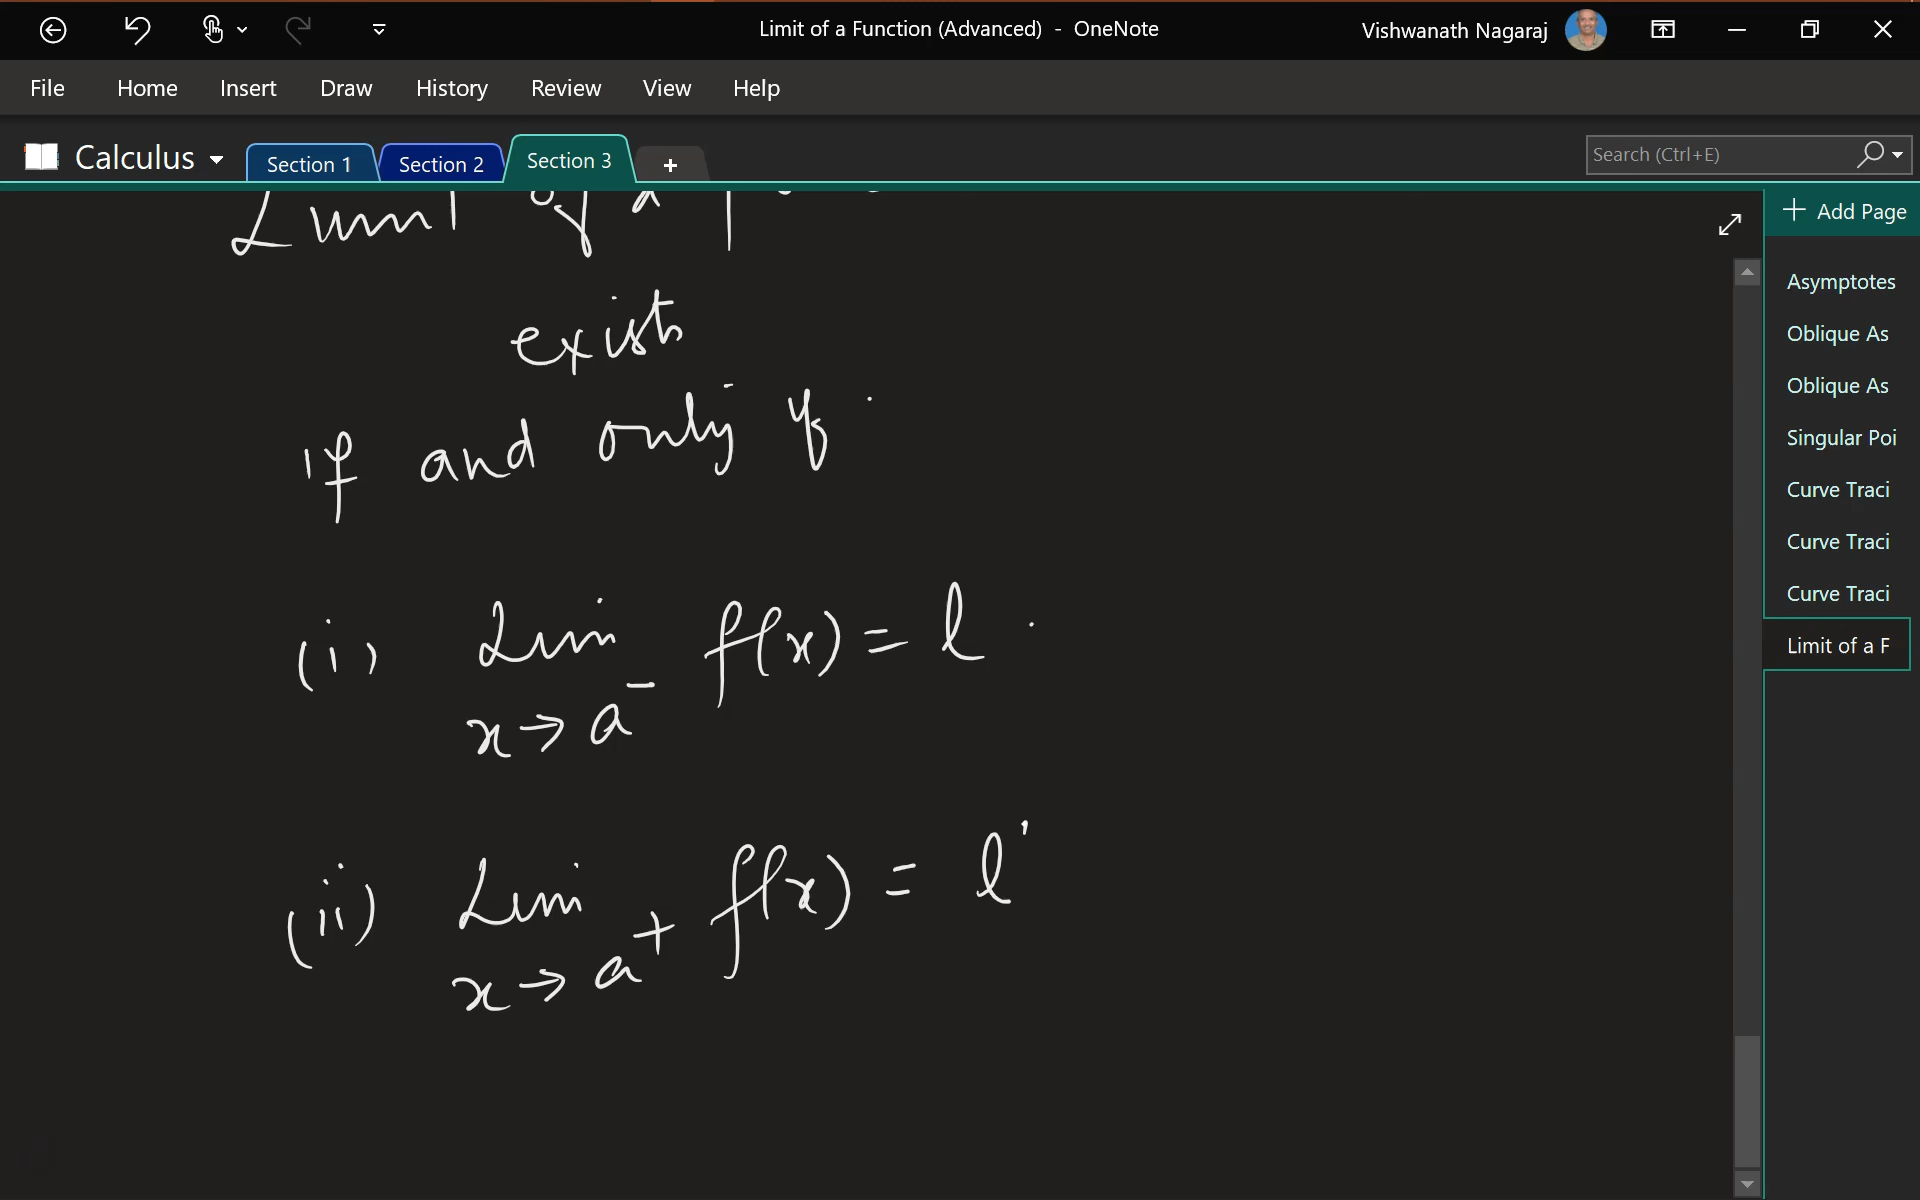 Limit of a Function (Advanced) - OneNote
Vishwanath Nagaraj
File Home Insert Draw History Review View Help
Calculus
Section 1
Section 2
Section 3
+
Search (Ctrl+E)
Add Page
Asymptotes
Oblique As
Oblique As
Singular Poi
Curve Traci
Curve Traci
Curve Traci
Limit of a F
Limit of a
exists
if and only if
(i) Lim f(x) = l
x→a⁻
(ii) Lim f(x) = l'
x→a⁺